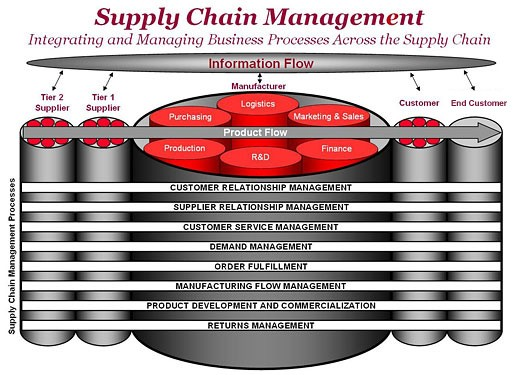 Supply Chain Management
Integrating and Managing Business Processes Across the Supply Chain
Information Flow
Tier 2
Supplier
Tier 1
Supplier
Manufacturer
Customer
End Customer
Logistics
Purchasing
Marketing & Sales
Product Flow
Production
R&D
Finance
Supply Chain Management Processes
CUSTOMER RELATIONSHIP MANAGEMENT
SUPPLIER RELATIONSHIP MANAGEMENT
CUSTOMER SERVICE MANAGEMENT
DEMAND MANAGEMENT
ORDER FULFILLMENT
MANUFACTURING FLOW MANAGEMENT
PRODUCT DEVELOPMENT AND COMMERCIALIZATION
RETURNS MANAGEMENT